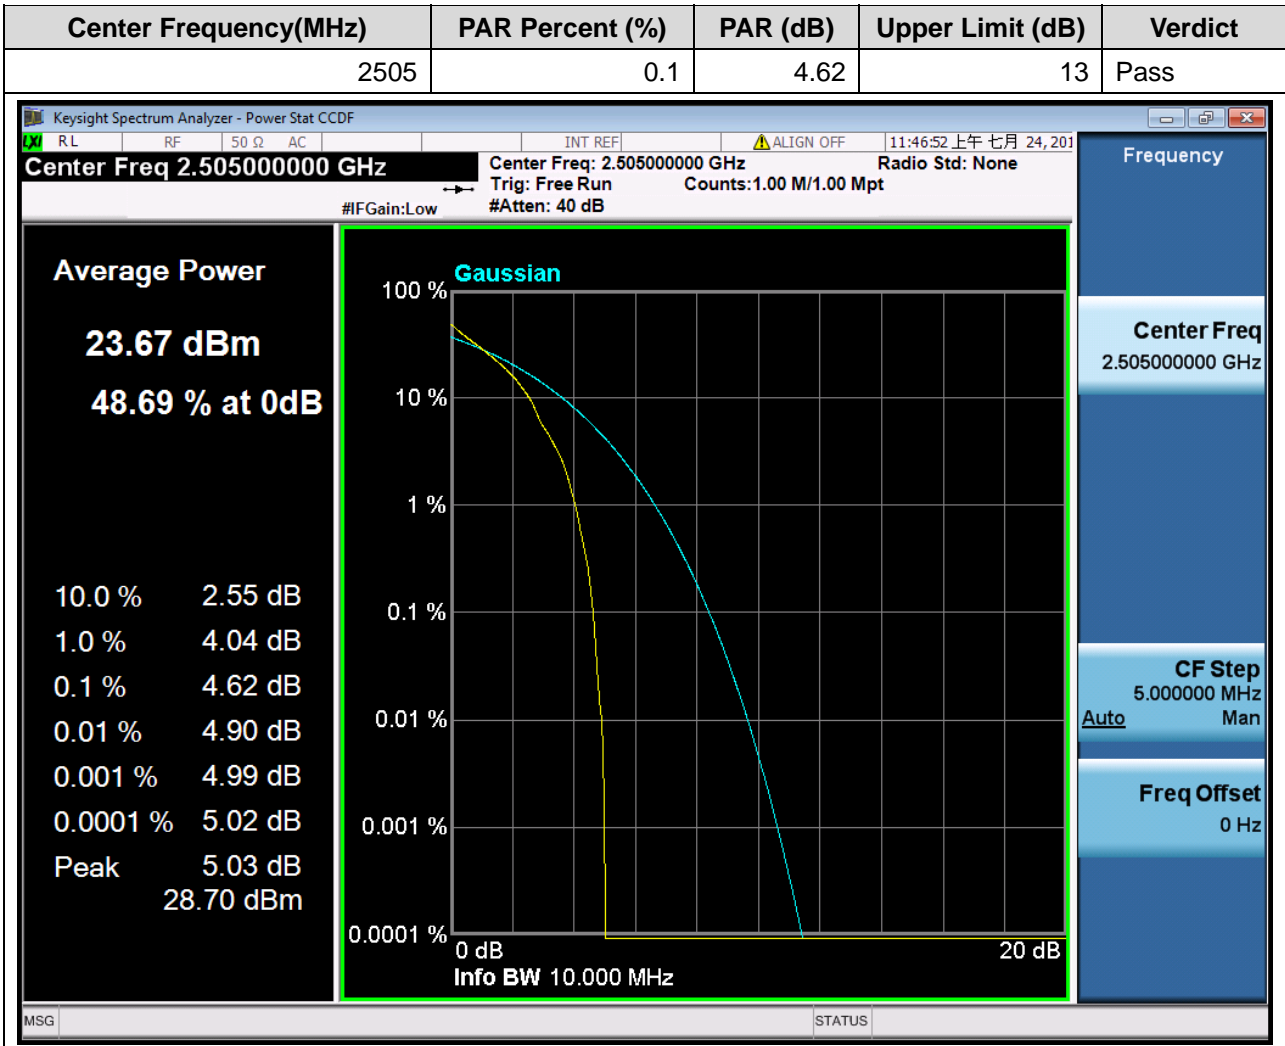 Center Frequency(MHz) PAR Percent (%) PAR (dB) Upper Limit (dB) Verdict
2505 0.1 4.62 13 Pass
Keysight Spectrum Analyzer - Power Stat CCDF
LXI RL RF 50 Ω AC INT REF ALIGN OFF 11:46:52 上午 七月 24, 201
Center Freq 2.505000000 GHz
Center Freq: 2.505000000 GHz Radio Std: None
Trig: Free Run Counts:1.00 M/1.00 Mpt
#IFGain:Low #Atten: 40 dB
Frequency
Average Power
23.67 dBm
48.69 % at 0dB
10.0 % 2.55 dB
1.0 % 4.04 dB
0.1 % 4.62 dB
0.01 % 4.90 dB
0.001 % 4.99 dB
0.0001 % 5.02 dB
Peak 5.03 dB
28.70 dBm
Gaussian
100 %
10 %
1 %
0.1 %
0.01 %
0.001 %
0.0001 %
0 dB 20 dB
Info BW 10.000 MHz
Center Freq
2.505000000 GHz
CF Step
5.000000 MHz
Auto Man
Freq Offset
0 Hz
MSG STATUS